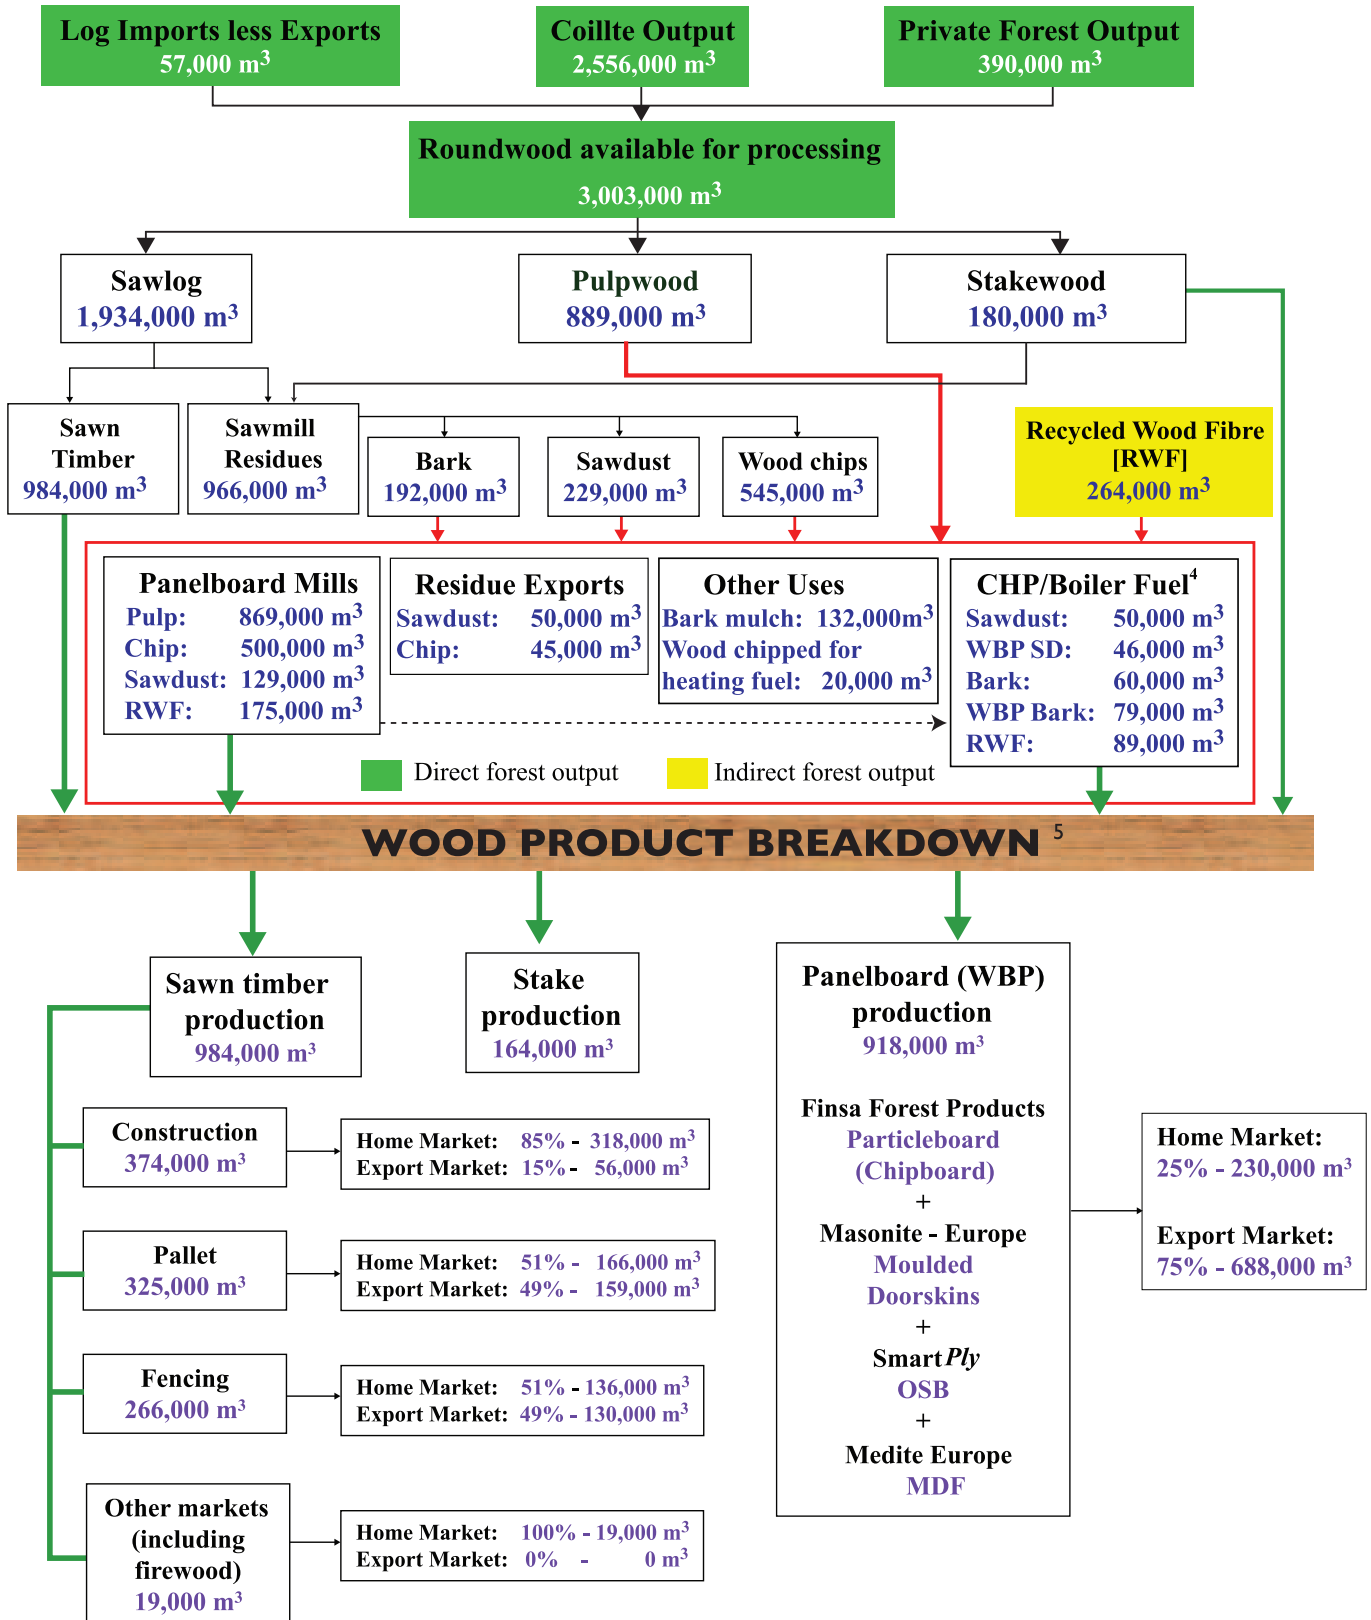 Log Imports less Exports
57,000 m³
Coillte Output
2,556,000 m³
Private Forest Output
390,000 m³
Roundwood available for processing
3,003,000 m³
Sawlog
1,934,000 m³
Pulpwood
889,000 m³
Stakewood
180,000 m³
Sawn
Timber
984,000 m³
Sawmill
Residues
966,000 m³
Bark
192,000 m³
Sawdust
229,000 m³
Wood chips
545,000 m³
Recycled Wood Fibre
[RWF]
264,000 m³
Panelboard Mills
Pulp: 869,000 m³
Chip: 500,000 m³
Sawdust: 129,000 m³
RWF: 175,000 m³
Residue Exports
Sawdust: 50,000 m³
Chip: 45,000 m³
Other Uses
Bark mulch: 132,000m³
Wood chipped for
heating fuel: 20,000 m³
CHP/Boiler Fuel⁴
Sawdust: 50,000 m³
WBP SD: 46,000 m³
Bark: 60,000 m³
WBP Bark: 79,000 m³
RWF: 89,000 m³
Direct forest output
Indirect forest output
WOOD PRODUCT BREAKDOWN ⁵
Sawn timber
production
984,000 m³
Stake
production
164,000 m³
Panelboard (WBP)
production
918,000 m³
Finsa Forest Products
Particleboard
(Chipboard)
+
Masonite - Europe
Moulded
Doorskins
+
SmartPly
OSB
+
Medite Europe
MDF
Home Market:
25% - 230,000 m³
Export Market:
75% - 688,000 m³
Construction
374,000 m³
Home Market: 85% - 318,000 m³
Export Market: 15% - 56,000 m³
Pallet
325,000 m³
Home Market: 51% - 166,000 m³
Export Market: 49% - 159,000 m³
Fencing
266,000 m³
Home Market: 51% - 136,000 m³
Export Market: 49% - 130,000 m³
Other markets
(including
firewood)
19,000 m³
Home Market: 100% - 19,000 m³
Export Market: 0% - 0 m³